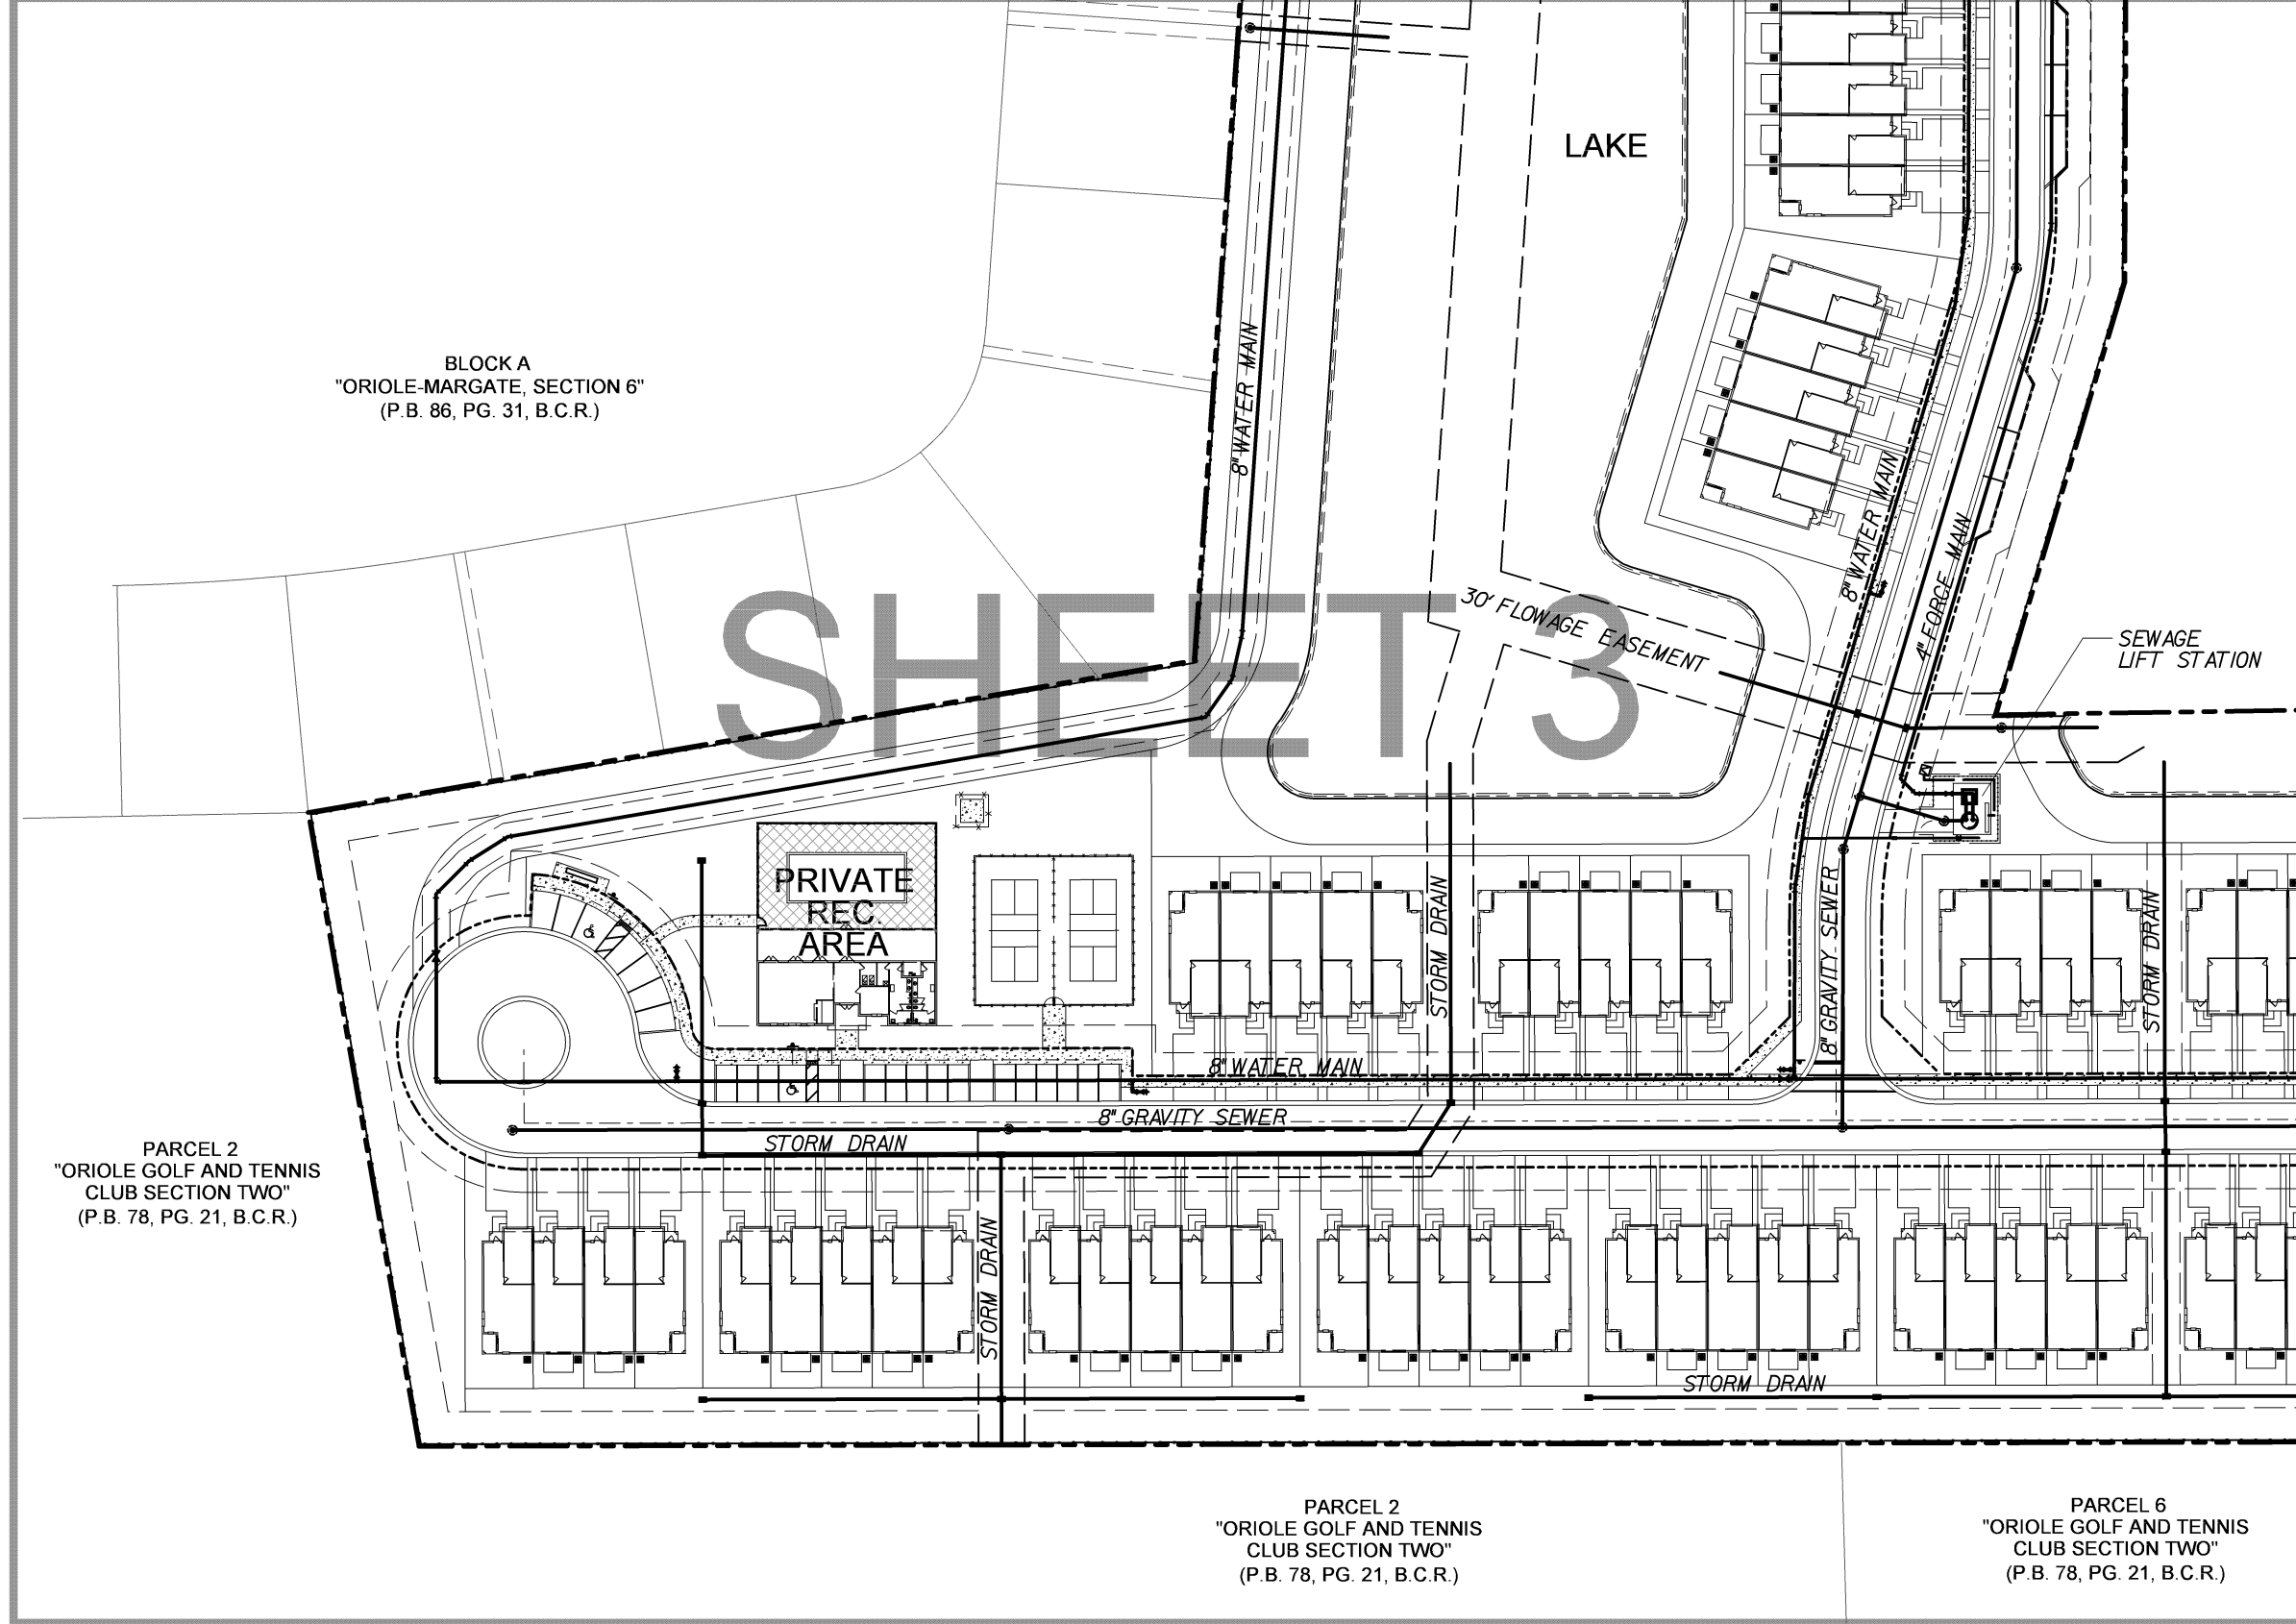 LAKE
BLOCK A
"ORIOLE-MARGATE, SECTION 6"
(P.B. 86, PG. 31, B.C.R.)
8" WATER MAIN
8" WATER MAIN
4" FORCE MAIN
SHEET 3
30' FLOWAGE EASEMENT
SEWAGE
LIFT STATION
PRIVATE
REC.
AREA
STORM DRAIN
8" GRAVITY SEWER
STORM DRAIN
8" WATER MAIN
8" GRAVITY SEWER
STORM DRAIN
PARCEL 2
"ORIOLE GOLF AND TENNIS
CLUB SECTION TWO"
(P.B. 78, PG. 21, B.C.R.)
STORM DRAIN
STORM DRAIN
PARCEL 2
"ORIOLE GOLF AND TENNIS
CLUB SECTION TWO"
(P.B. 78, PG. 21, B.C.R.)
PARCEL 6
"ORIOLE GOLF AND TENNIS
CLUB SECTION TWO"
(P.B. 78, PG. 21, B.C.R.)